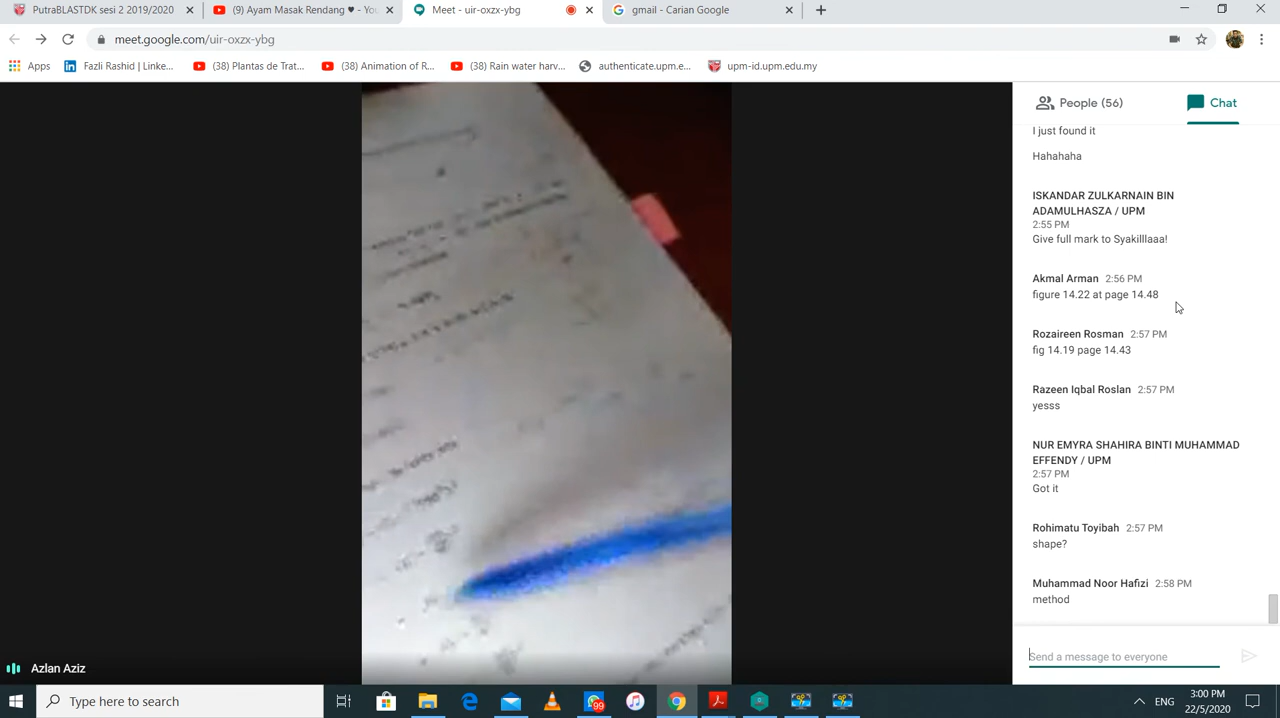 PutraBLASTDK sesi 2 2019/2020
(9) Ayam Masak Rendang ♥ - You
Meet - uir-oxzx-ybg
gmail - Carian Google
meet.google.com/uir-oxzx-ybg
Apps
Fazli Rashid | Linke...
(38) Plantas de Trat...
(38) Animation of R...
(38) Rain water harv...
authenticate.upm.e...
upm-id.upm.edu.my
People (56)
Chat
I just found it
Hahahaha
ISKANDAR ZULKARNAIN BIN
ADAMULHASZA / UPM
2:55 PM
Give full mark to Syakilllaaa!
Akmal Arman 2:56 PM
figure 14.22 at page 14.48
Rozaireen Rosman 2:57 PM
fig 14.19 page 14.43
Razeen Iqbal Roslan 2:57 PM
yesss
NUR EMYRA SHAHIRA BINTI MUHAMMAD
EFFENDY / UPM
2:57 PM
Got it
Rohimatu Toyibah 2:57 PM
shape?
Muhammad Noor Hafizi 2:58 PM
method
Send a message to everyone
Azlan Aziz
Type here to search
99
ENG
3:00 PM
22/5/2020